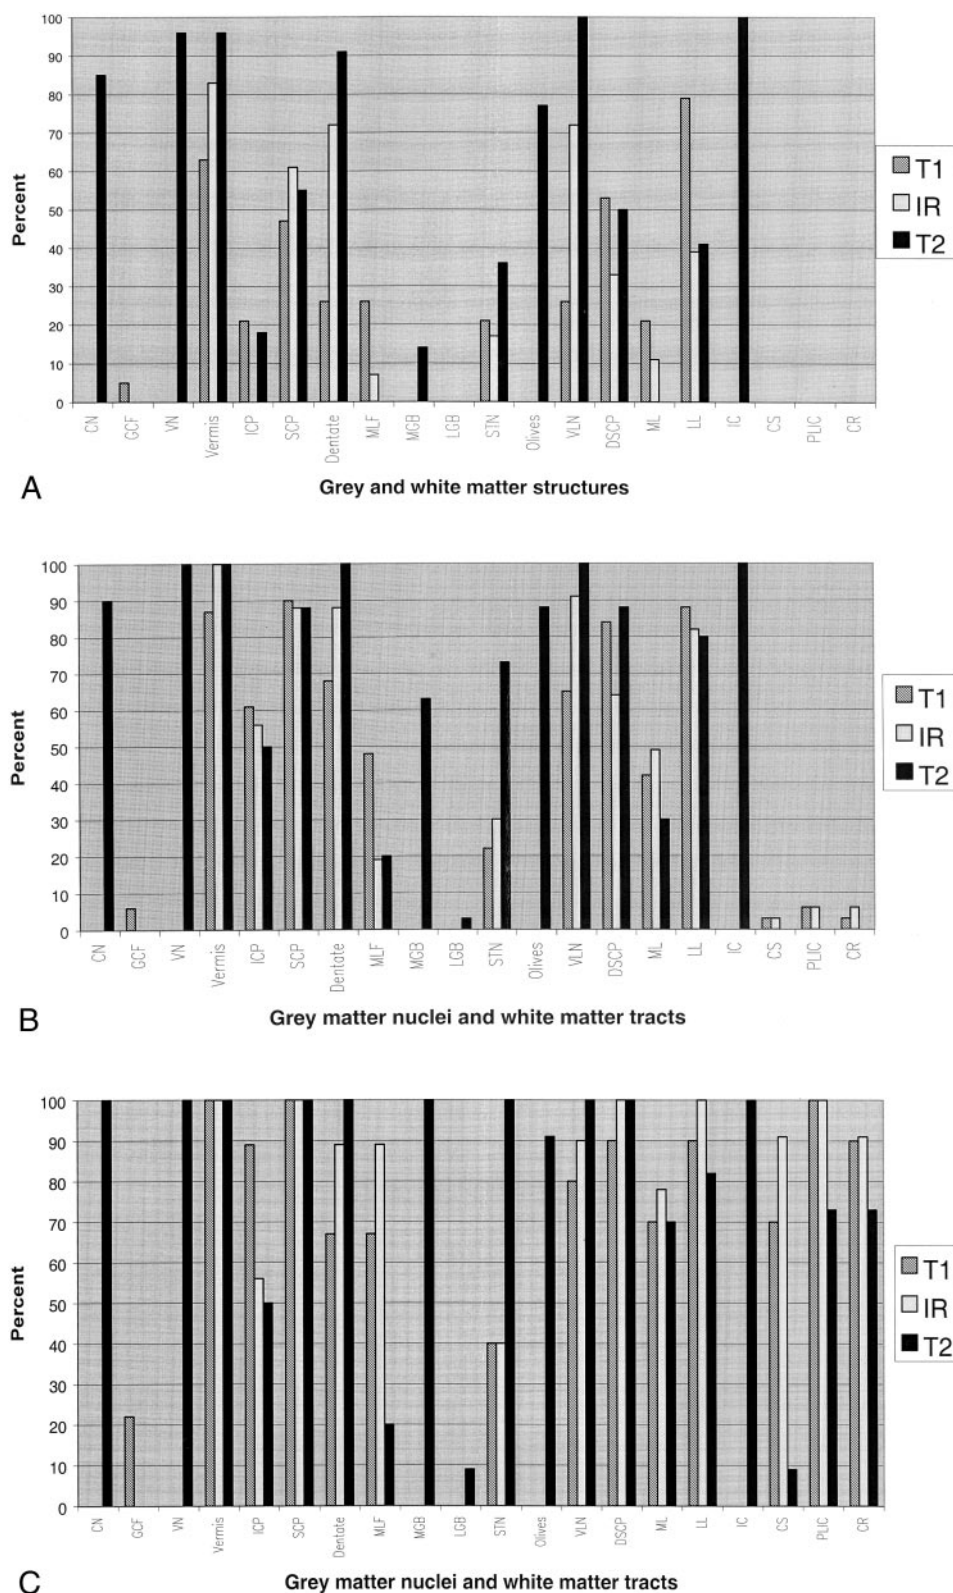 100
90
80
70
60
50
40
30
20
10
0
Percent
CN GCF VN Vermis ICP SCP Dentate MLF MGB LGB STN Olives VLN DSCP ML LL IC CS PLIC CR
T1
IR
T2
A
Grey and white matter structures
100
90
80
70
60
50
40
30
20
10
0
Percent
CN GCF VN Vermis ICP SCP Dentate MLF MGB LGB STN Olives VLN DSCP ML LL IC CS PLIC CR
T1
IR
T2
B
Grey matter nuclei and white matter tracts
100
90
80
70
60
50
40
30
20
10
0
Percent
CN GCF VN Vermis ICP SCP Dentate MLF MGB LGB STN Olives VLN DSCP ML LL IC CS PLIC CR
T1
IR
T2
C
Grey matter nuclei and white matter tracts